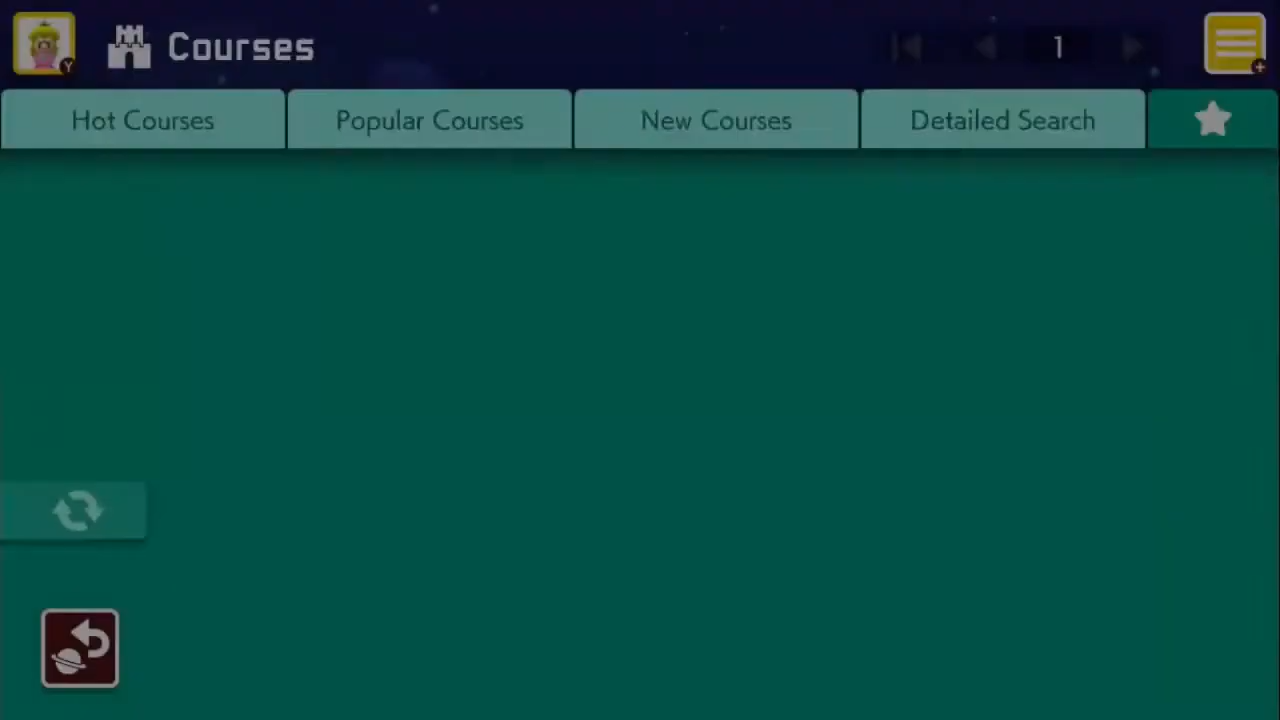 Y
Courses
1
+
Hot Courses
Popular Courses
New Courses
Detailed Search